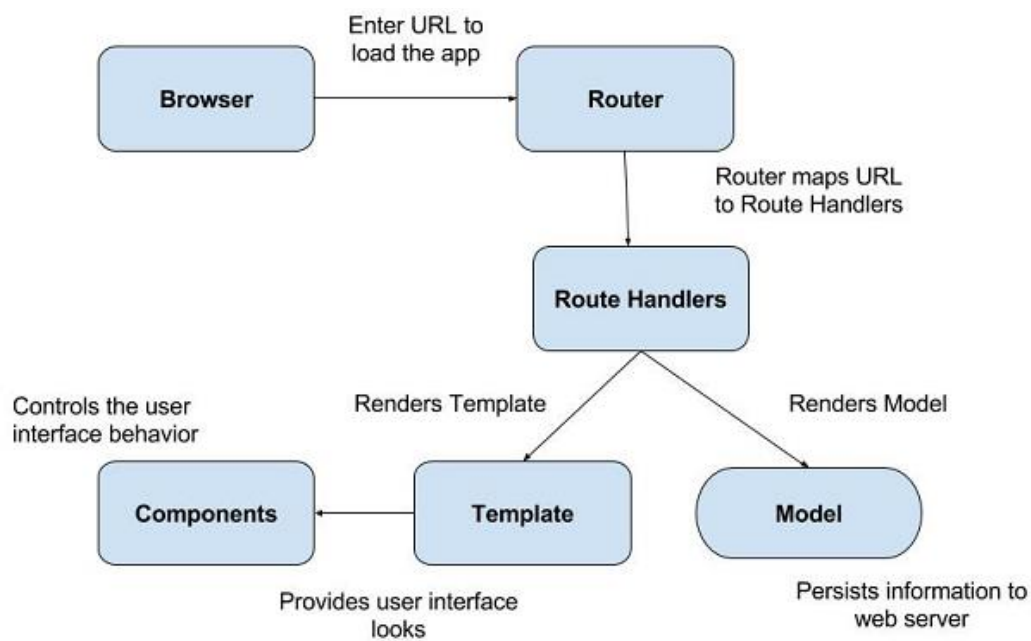 Enter URL to
load the app
Browser
Router
Router maps URL
to Route Handlers
Route Handlers
Controls the user
interface behavior
Renders Template
Renders Model
Components
Template
Model
Provides user interface
looks
Persists information to
web server